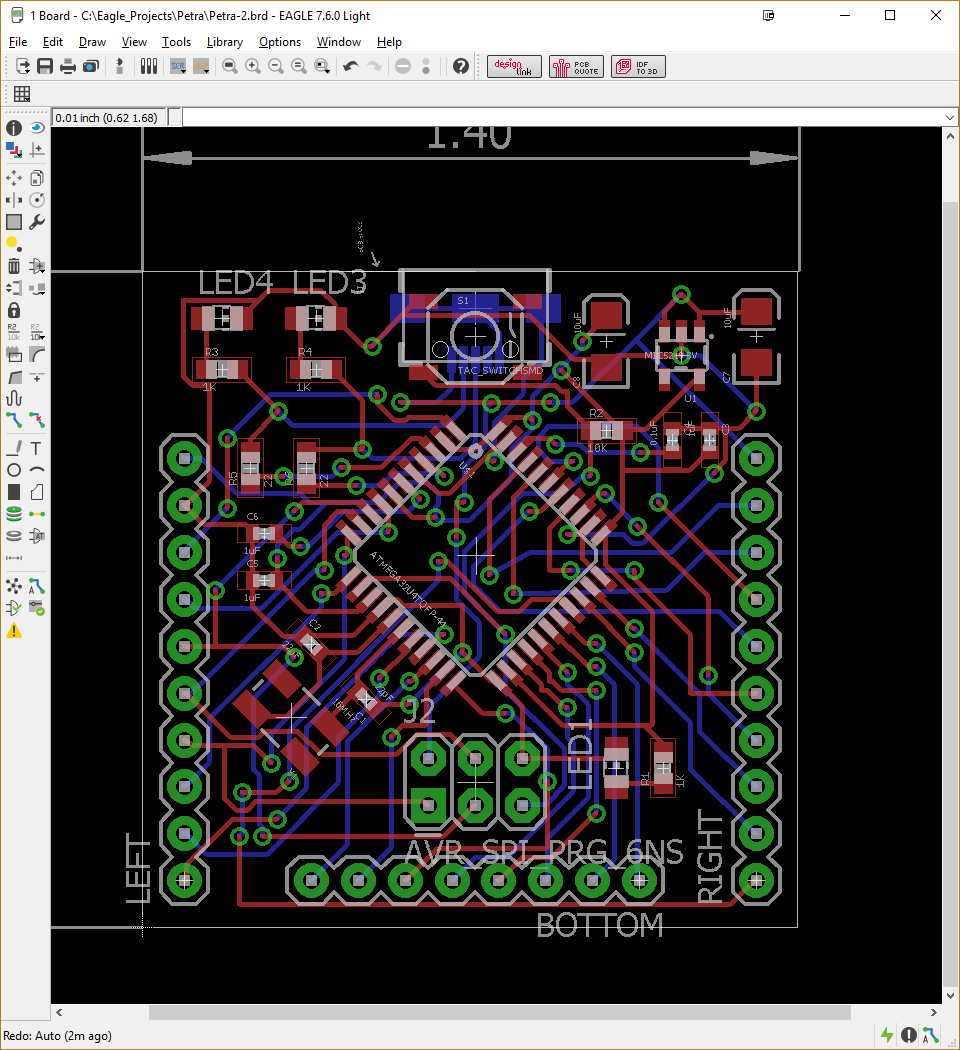 1 Board - C:\Eagle_Projects\Petra\Petra-2.brd - EAGLE 7.6.0 Light
File Edit Draw View Tools Library Options Window Help
SCR
design link
PCB QUOTE
IDF TO 3D
0.01 inch (0.62 1.68)
1.40
LED4 LED3
S1
TAC_SWITCHSMD
10uF
C8
10uF
C7
U1
R3
1K
R4
1K
R2
10K
0.1uF
R5
22
22
C6
1uF
C5
1uF
ATMEGA32U4TQFP-44
C2
22pF
C1
16MHz
J2
LED1
R1
1K
AVR_SPI_PRG_6NS
LEFT
RIGHT
BOTTOM
Redo: Auto (2m ago)